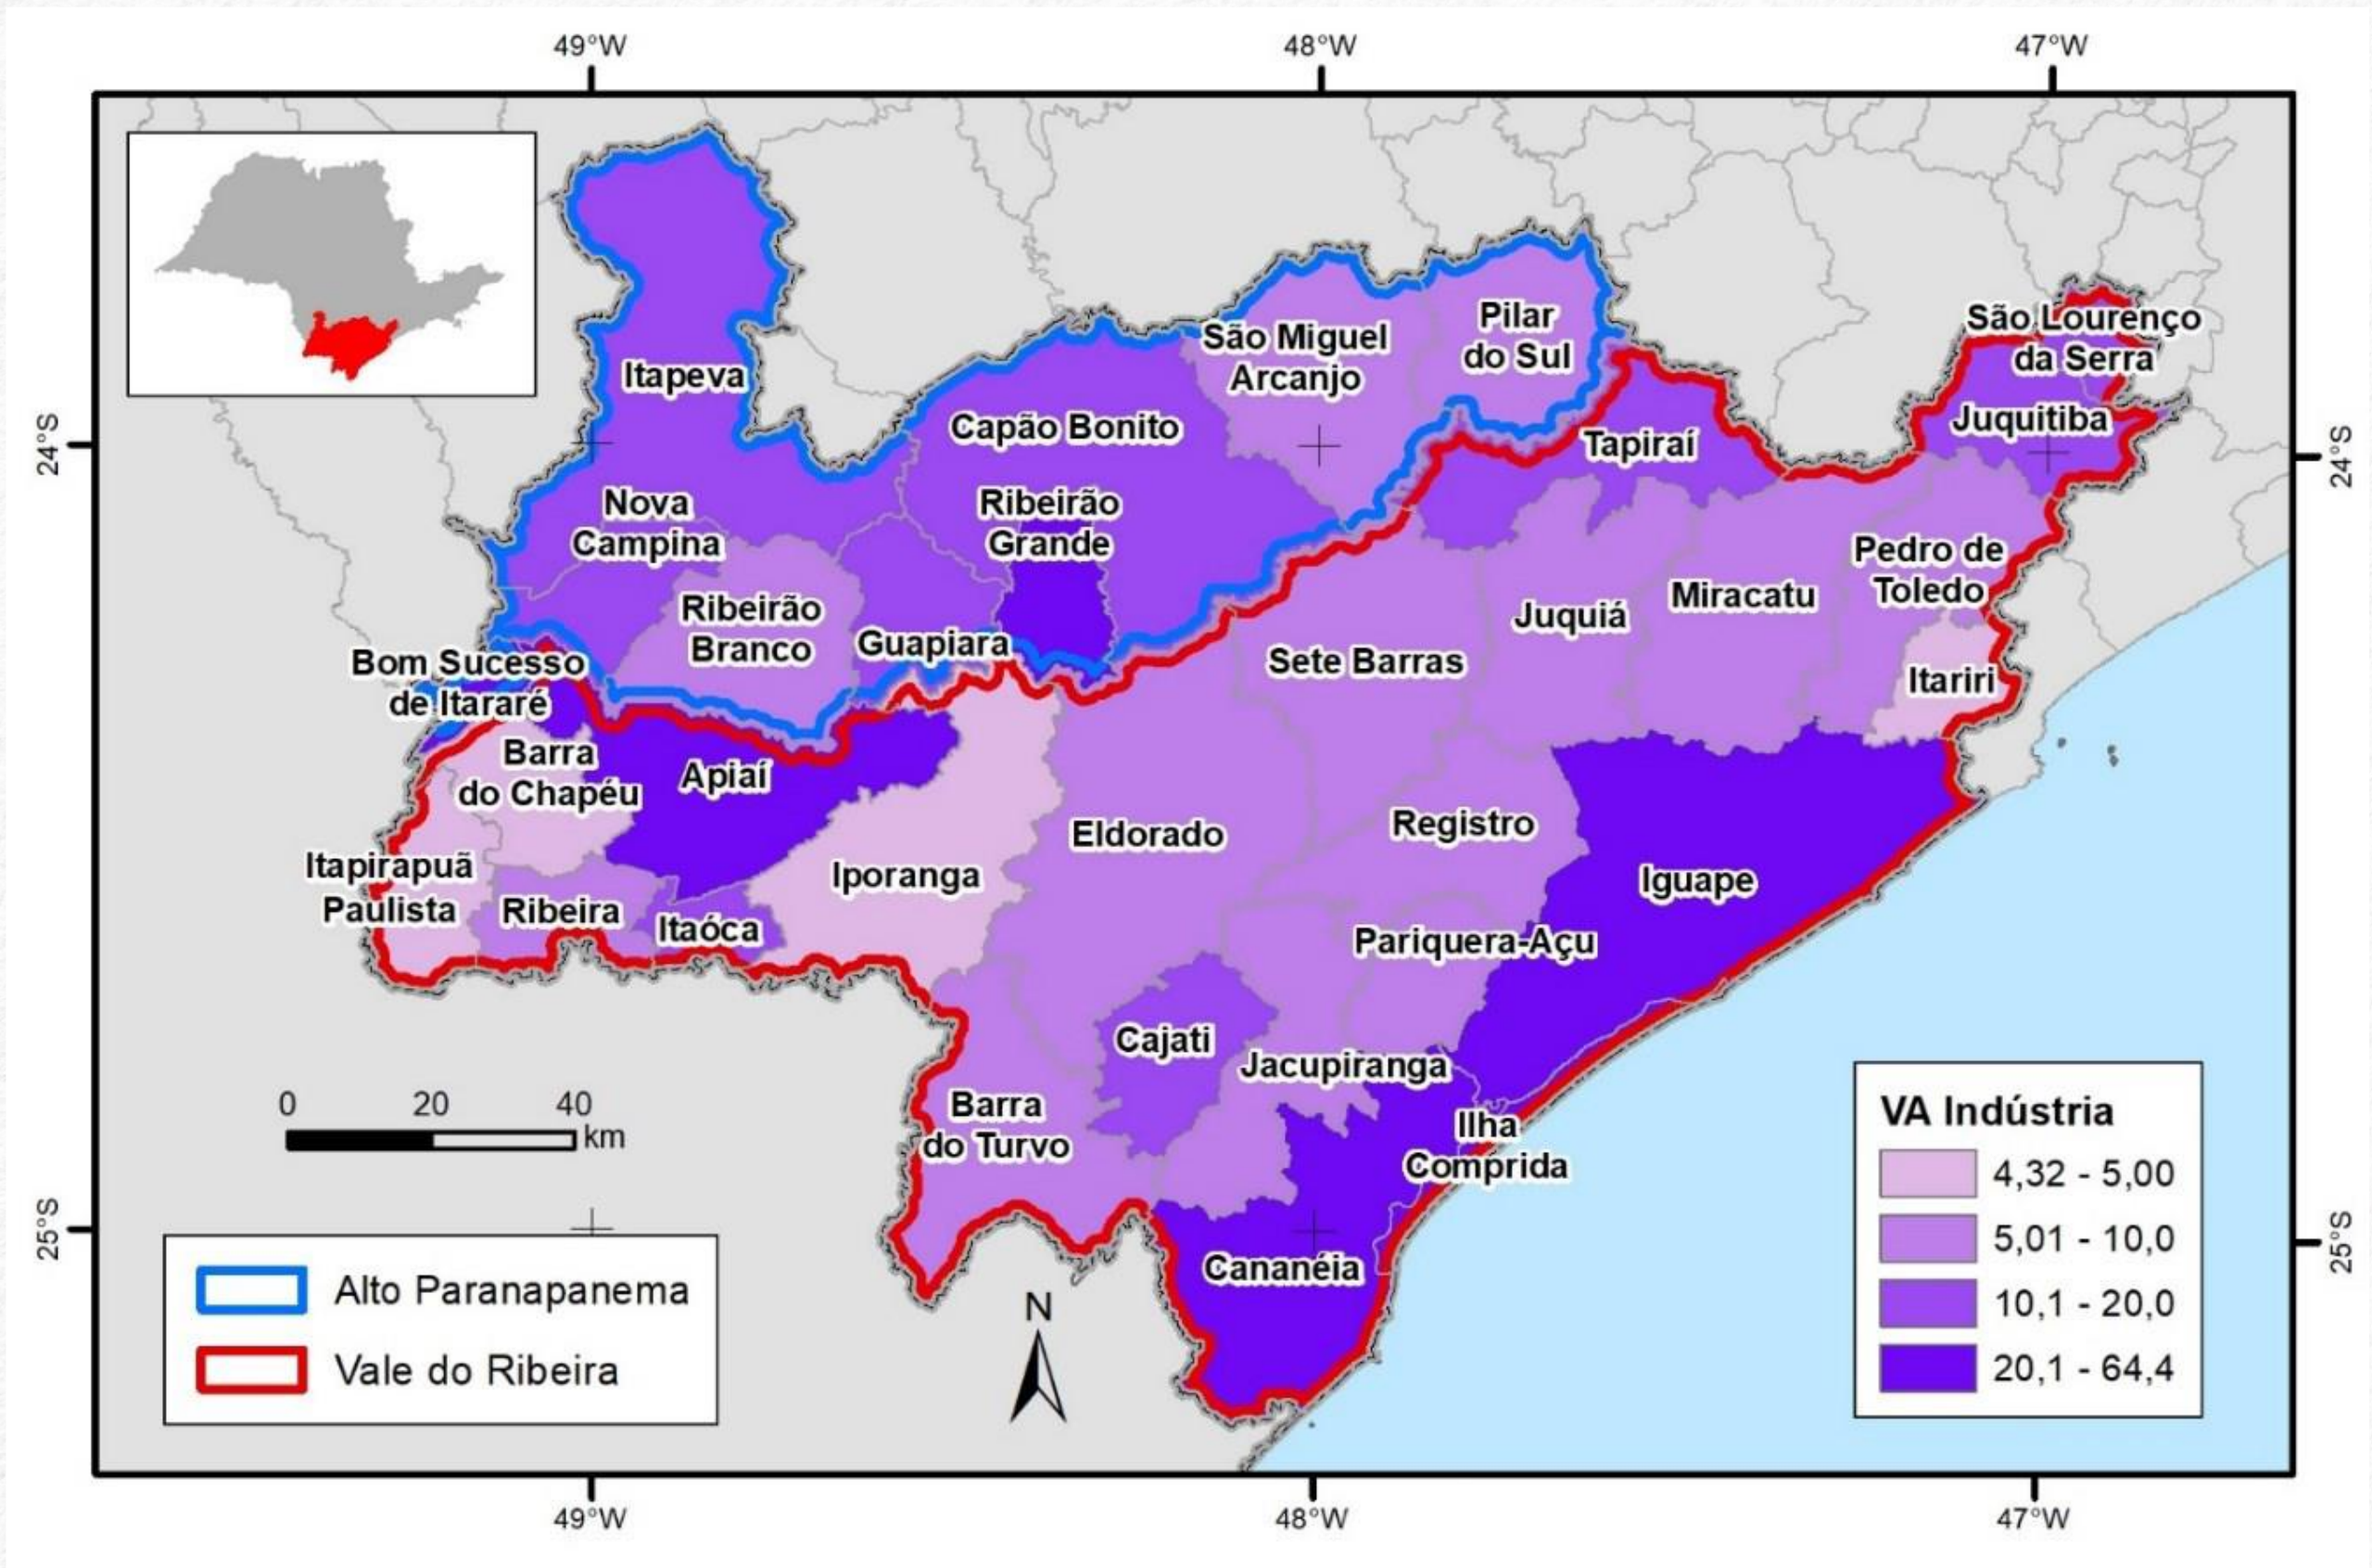 49°W
48°W
47°W
24°S
24°S
25°S
25°S
49°W
48°W
47°W
São Lourenço
da Serra
Pilar
do Sul
São Miguel
Arcanjo
Itapeva
Juquitiba
Capão Bonito
Tapiraí
Nova
Campina
Ribeirão
Grande
Pedro de
Toledo
Ribeirão
Branco
Juquiá
Miracatu
Guapiara
Bom Sucesso
de Itararé
Sete Barras
Itariri
Barra
do Chapéu
Apiaí
Eldorado
Registro
Itapirapuã
Paulista
Iporanga
Iguape
Ribeira
Itaóca
Pariquera-Açu
Cajati
Jacupiranga
Barra
do Turvo
Ilha
Comprida
Cananéia
0 20 40
km
Alto Paranapanema
Vale do Ribeira
N
VA Indústria
4,32 - 5,00
5,01 - 10,0
10,1 - 20,0
20,1 - 64,4